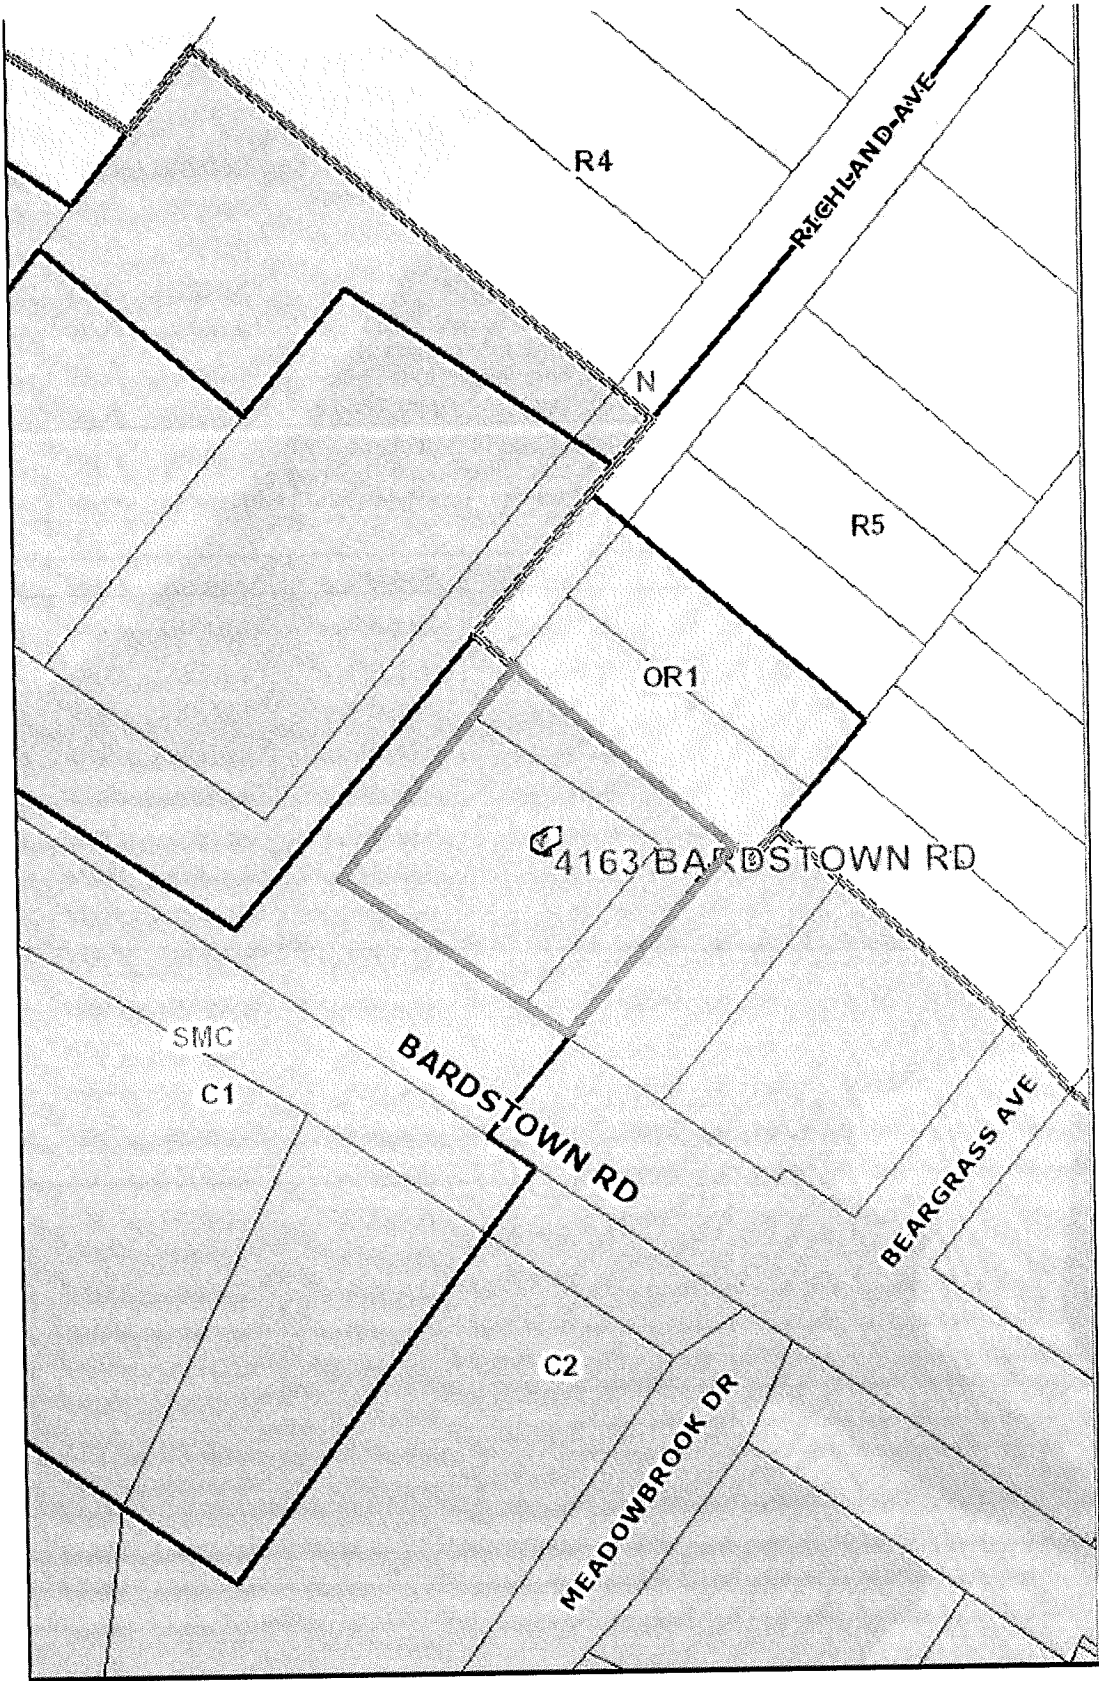 R4
RICHLAND AVE
N
R5
OR1
4163 BARDSTOWN RD
SMC
C1
BARDSTOWN RD
BEARGRASS AVE
C2
MEADOWBROOK DR